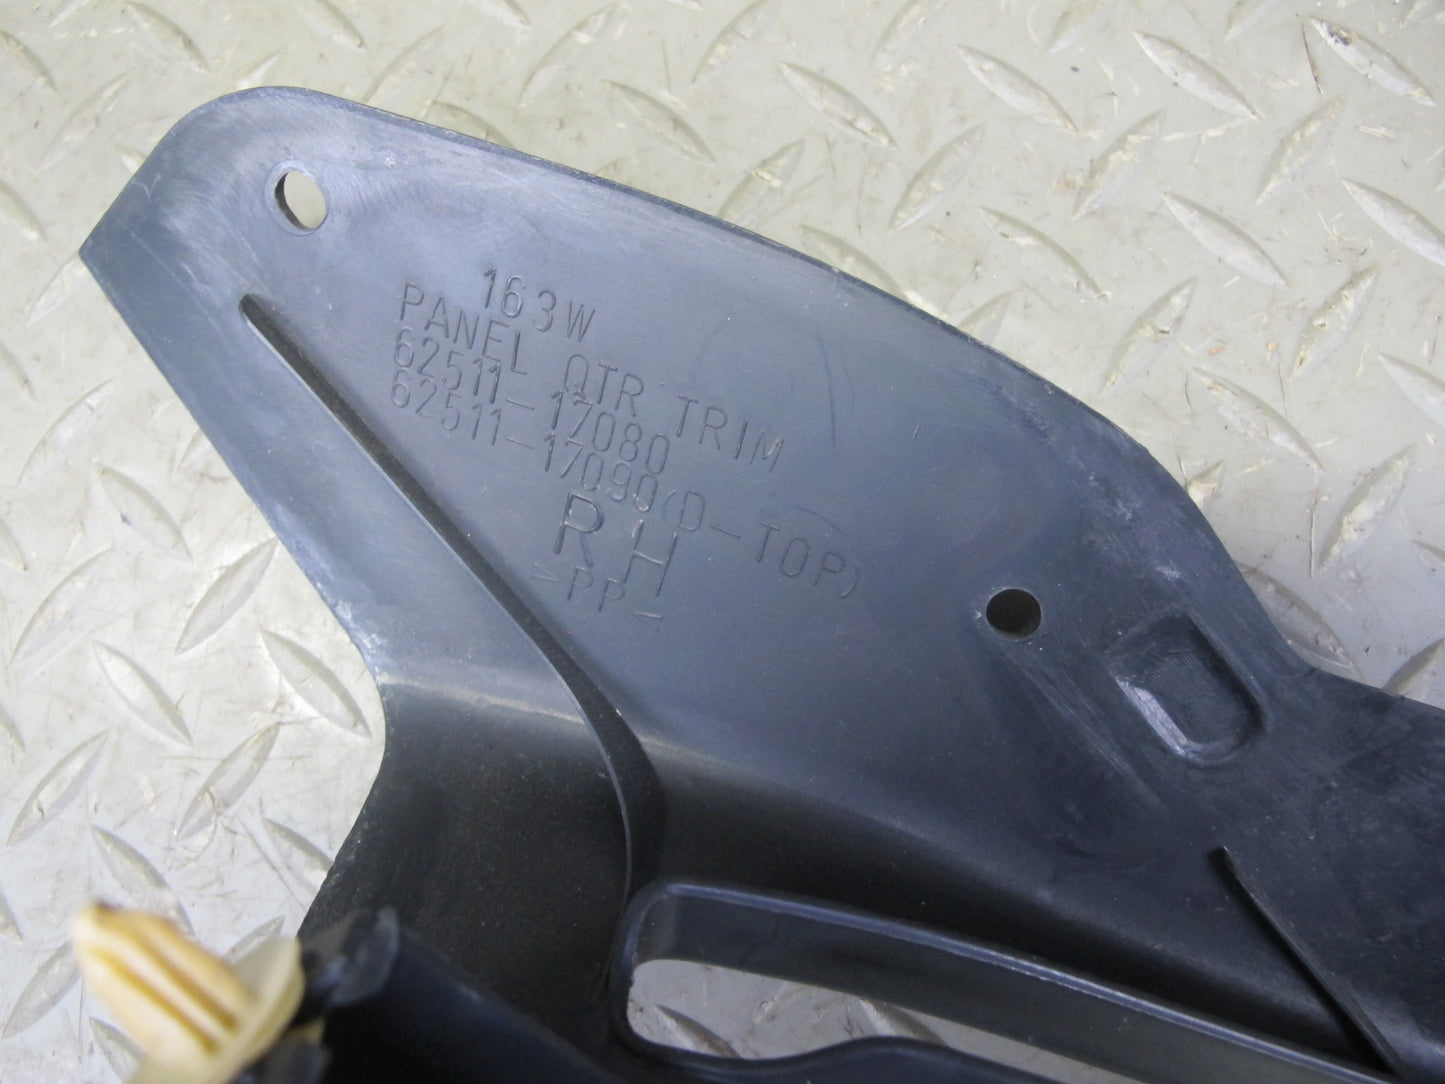 163W
PANEL QTR TRIM
62511-17080
62511-17090(D-TOP)
RH
>PP<